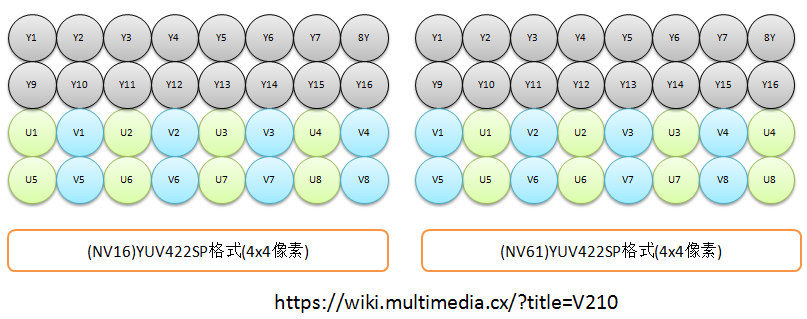 Y1 Y2 Y3 Y4 Y5 Y6 Y7 8Y
Y9 Y10 Y11 Y12 Y13 Y14 Y15 Y16
U1 V1 U2 V2 U3 V3 U4 V4
U5 V5 U6 V6 U7 V7 U8 V8
(NV16)YUV422SP格式(4x4像素)
Y1 Y2 Y3 Y4 Y5 Y6 Y7 8Y
Y9 Y10 Y11 Y12 Y13 Y14 Y15 Y16
V1 U1 V2 U2 V3 U3 V4 U4
V5 U5 V6 U6 V7 U7 V8 U8
(NV61)YUV422SP格式(4x4像素)
https://wiki.multimedia.cx/?title=V210